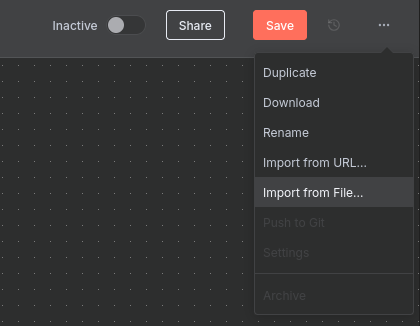 Inactive
Share
Save
Duplicate
Download
Rename
Import from URL...
Import from File...
Push to Git
Settings
Archive